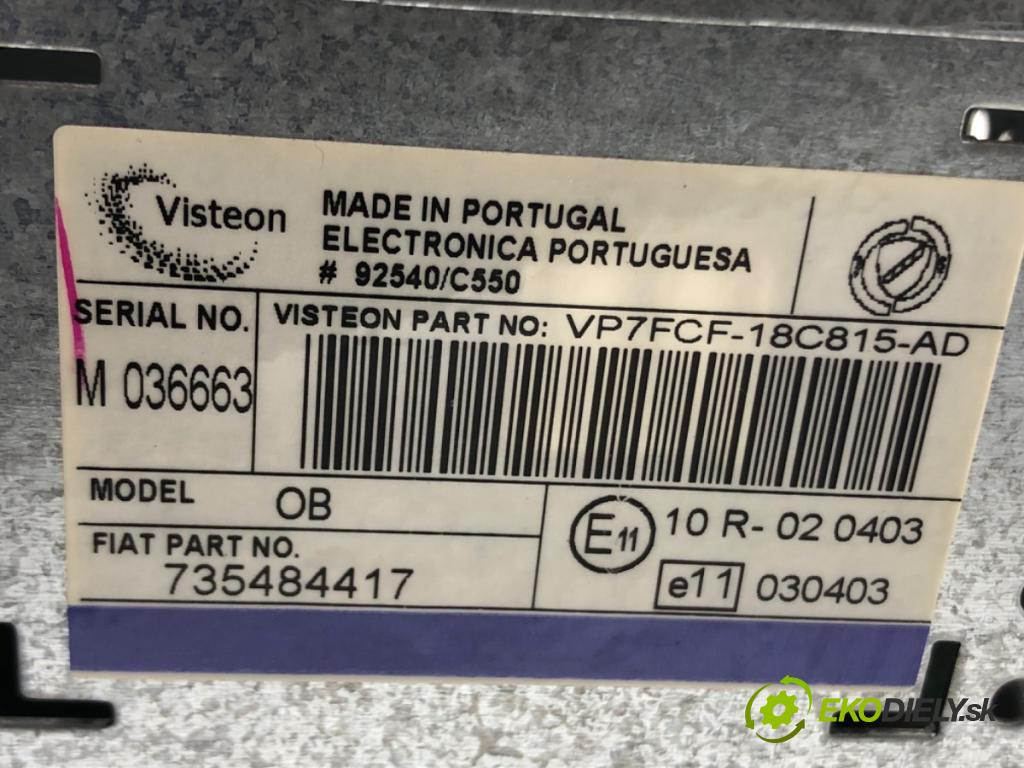 Visteon
MADE IN PORTUGAL
ELECTRONICA PORTUGUESA
# 92540/C550
SERIAL NO.
M 036663
VISTEON PART NO: VP7FCF-18C815-AD
MODEL OB
FIAT PART NO.
735484417
E11 10 R- 02 0403
e11 030403
EKODIELY.sk